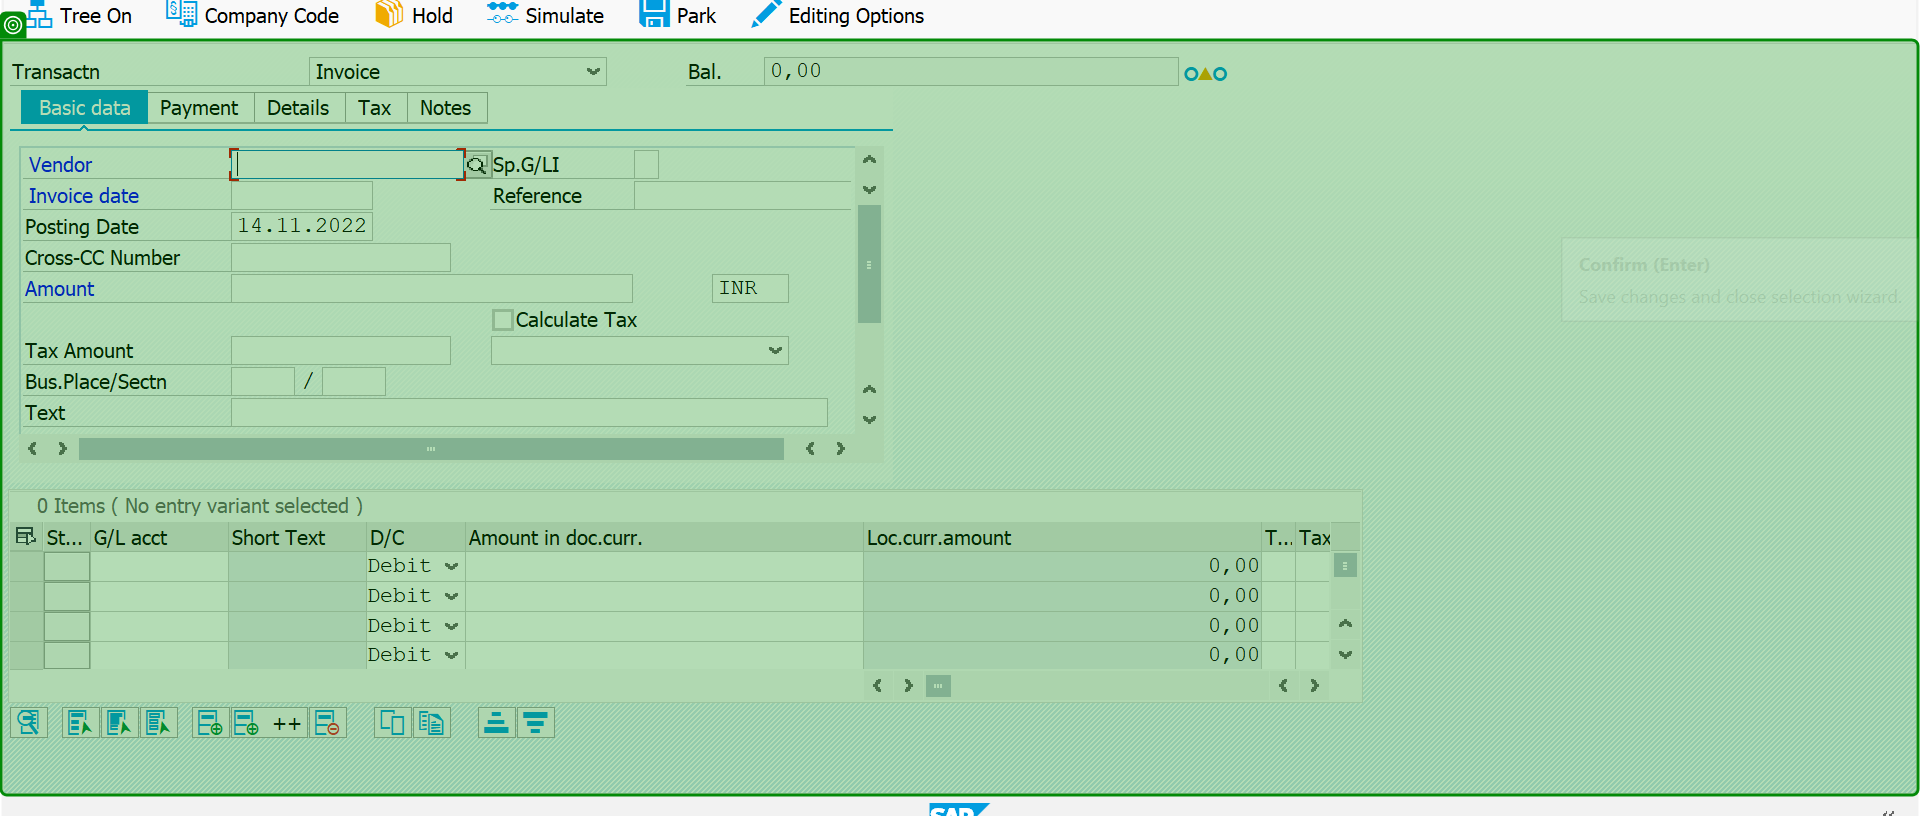 Tree On Company Code Hold Simulate Park Editing Options
Transactn Invoice Bal. 0,00
Basic data Payment Details Tax Notes
Vendor Sp.G/LI
Invoice date Reference
Posting Date 14.11.2022
Cross-CC Number
Confirm (Enter)
Amount INR
Save changes and close selection wizard.
Calculate Tax
Tax Amount
Bus.Place/Sectn /
Text
0 Items ( No entry variant selected )
St... G/L acct Short Text D/C Amount in doc.curr. Loc.curr.amount T... Tax
Debit 0,00
Debit 0,00
Debit 0,00
Debit 0,00
++
SAP